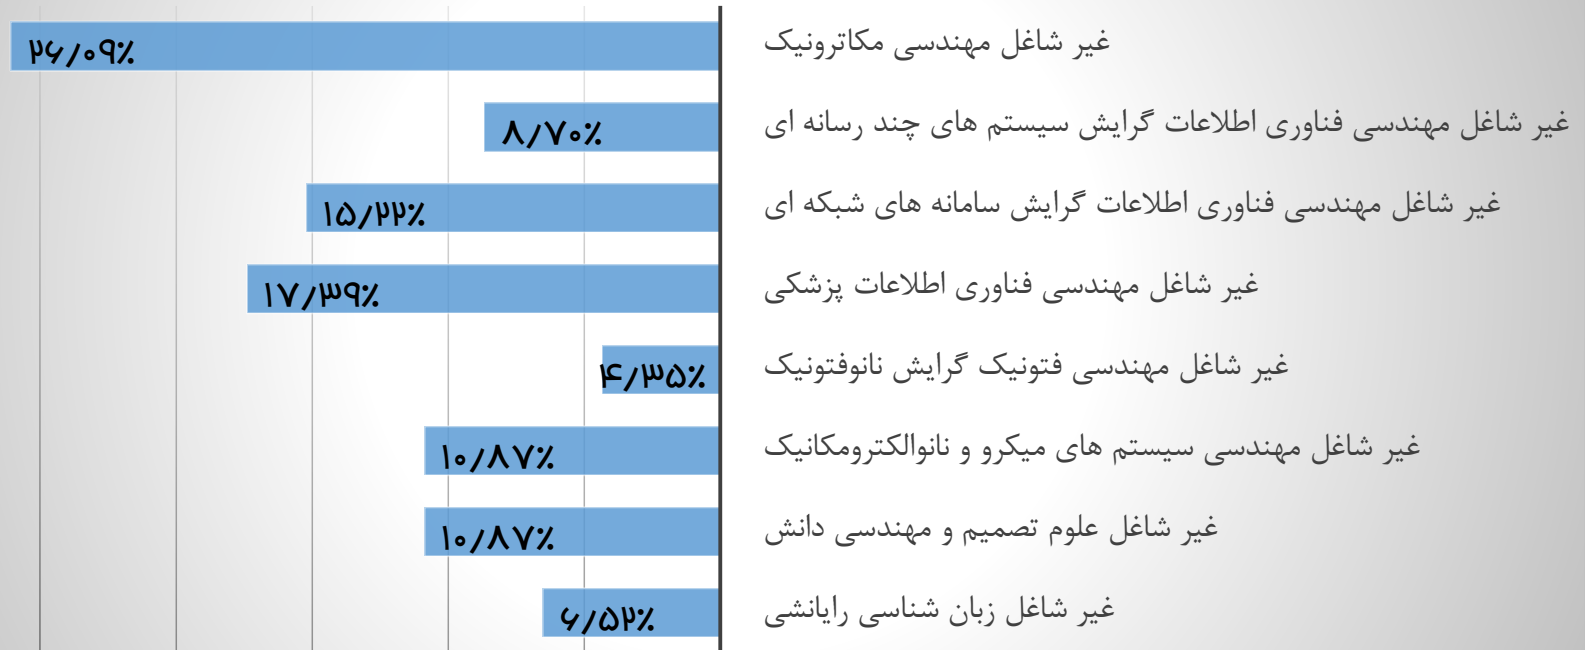 غیر شاغل مهندسی مکاترونیک
۲۶/۰۹٪
غیر شاغل مهندسی فناوری اطلاعات گرایش سیستم های چند رسانه ای
۸/۷۰٪
غیر شاغل مهندسی فناوری اطلاعات گرایش سامانه های شبکه ای
۱۵/۲۲٪
غیر شاغل مهندسی فناوری اطلاعات پزشکی
۱۷/۳۹٪
غیر شاغل مهندسی فتونیک گرایش نانوفتونیک
۴/۳۵٪
غیر شاغل مهندسی سیستم های میکرو و نانوالکترومکانیک
۱۰/۸۷٪
غیر شاغل علوم تصمیم و مهندسی دانش
۱۰/۸۷٪
غیر شاغل زبان شناسی رایانشی
۶/۵۲٪